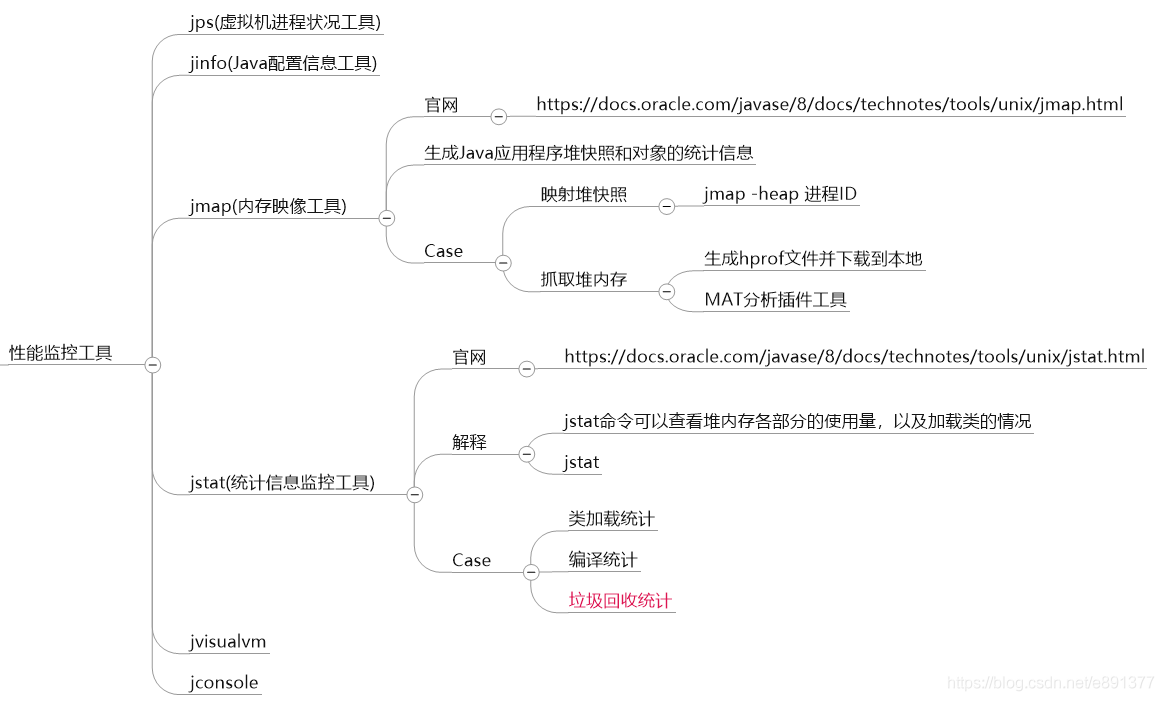 jps(虚拟机进程状况工具)
jinfo(Java配置信息工具)
官网
https://docs.oracle.com/javase/8/docs/technotes/tools/unix/jmap.html
生成Java应用程序堆快照和对象的统计信息
映射堆快照
jmap -heap 进程ID
jmap(内存映像工具)
Case
生成hprof文件并下载到本地
抓取堆内存
MAT分析插件工具
性能监控工具
官网
https://docs.oracle.com/javase/8/docs/technotes/tools/unix/jstat.html
jstat命令可以查看堆内存各部分的使用量，以及加载类的情况
解释
jstat
jstat(统计信息监控工具)
类加载统计
Case
编译统计
垃圾回收统计
jvisualvm
jconsole
https://blog.csdn.net/e891377